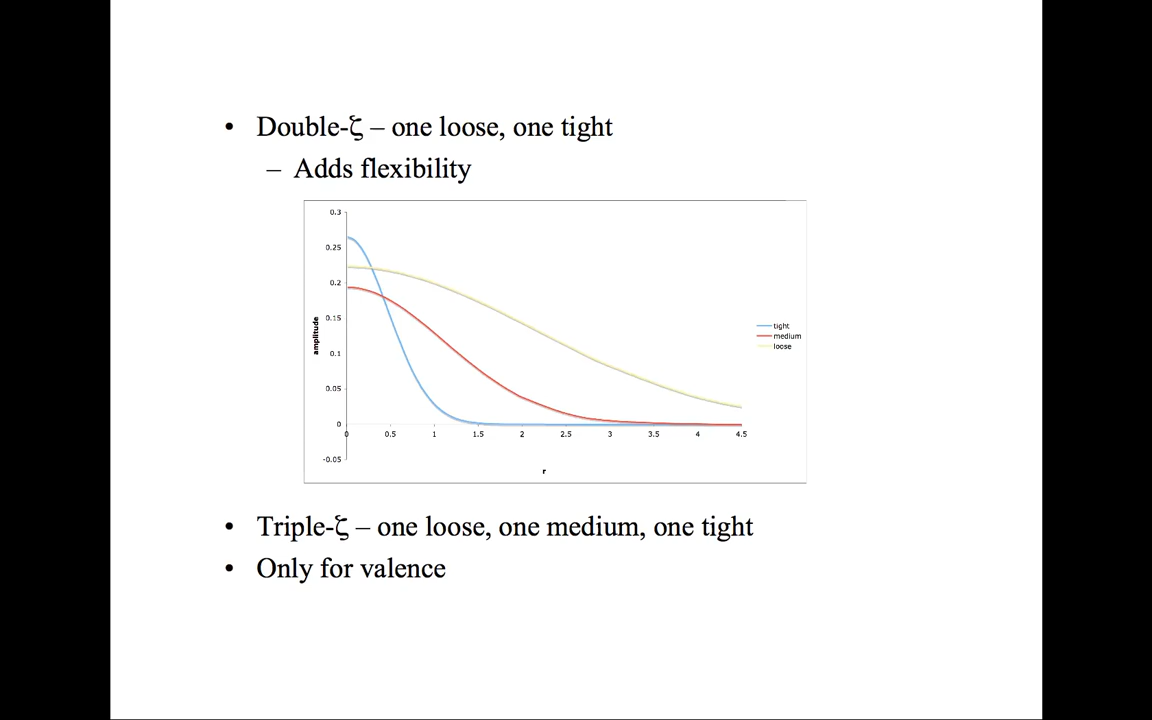 • Double-ζ – one loose, one tight
– Adds flexibility
0.3
0.25
0.2
0.15
0.1
0.05
0
-0.05
amplitude
0 0.5 1 1.5 2 2.5 3 3.5 4 4.5
r
tight
medium
loose
• Triple-ζ – one loose, one medium, one tight
• Only for valence